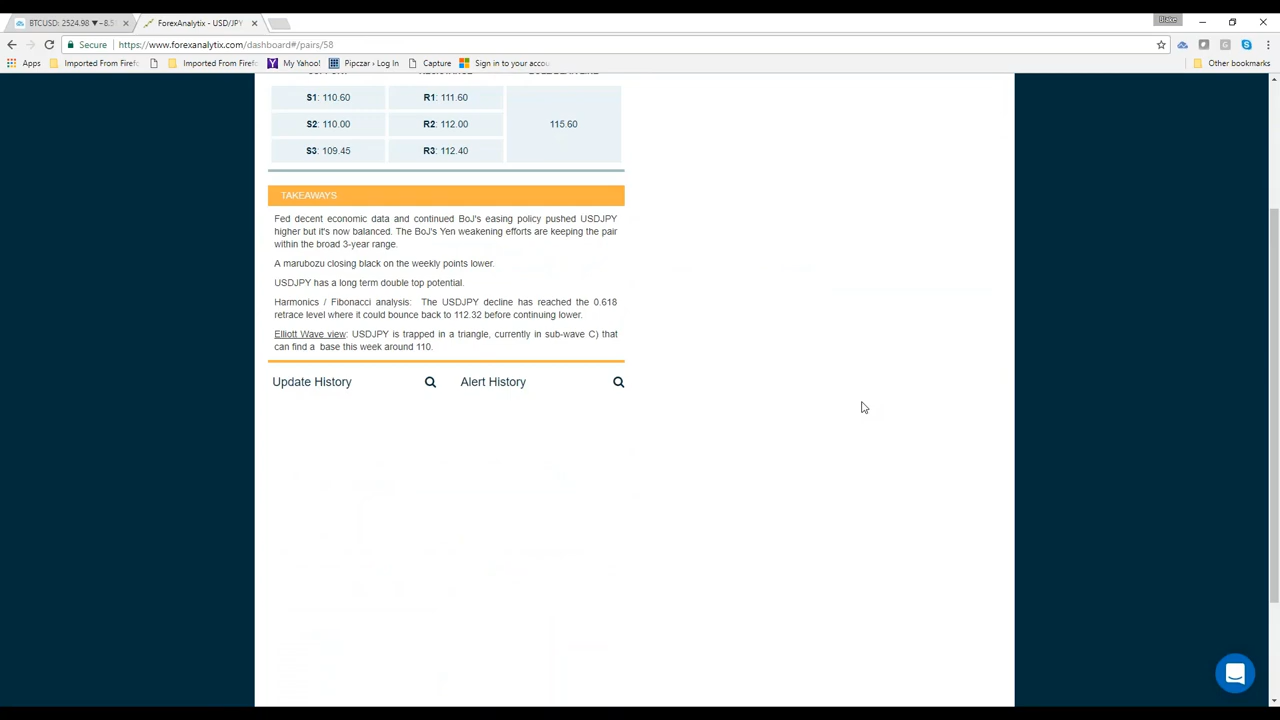 BTCUSD: 2524.98 ▼−8.5
ForexAnalytix - USD/JPY
Blake
Secure
https://www.forexanalytix.com/dashboard#/pairs/58
Apps
Imported From Firef
Imported From Firef
My Yahoo!
Pipczar › Log In
Capture
Sign in to your accou
Other bookmarks
S1: 110.60
R1: 111.60
S2: 110.00
R2: 112.00
115.60
S3: 109.45
R3: 112.40
TAKEAWAYS
Fed decent economic data and continued BoJ's easing policy pushed USDJPY
higher but it's now balanced. The BoJ's Yen weakening efforts are keeping the pair
within the broad 3-year range.
A marubozu closing black on the weekly points lower.
USDJPY has a long term double top potential.
Harmonics / Fibonacci analysis: The USDJPY decline has reached the 0.618
retrace level where it could bounce back to 112.32 before continuing lower.
Elliott Wave view: USDJPY is trapped in a triangle, currently in sub-wave C) that
can find a base this week around 110.
Update History
Alert History